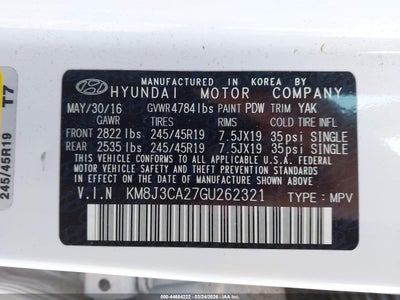 MANUFACTURED IN KOREA BY
HYUNDAI MOTOR COMPANY
MAY/30/16 GVWR4784lbs PAINT PDW TRIM YAK
GAWR TIRES RIMS COLD TIRE INFL
FRONT 2822 lbs 245/45R19 7.5JX19 35psi SINGLE
REAR 2535 lbs 245/45R19 7.5JX19 35psi SINGLE
THIS VEHICLE CONFORMS TO ALL APPLICABLE U.S. FEDERAL MOTOR
VEHICLE SAFETY AND THEFT PREVENTION STANDARDS IN
EFFECT ON THE DATE OF MANUFACTURE SHOWN ABOVE.
V.I.N KM8J3CA27GU262321 TYPE : MPV
245/45R19 T7